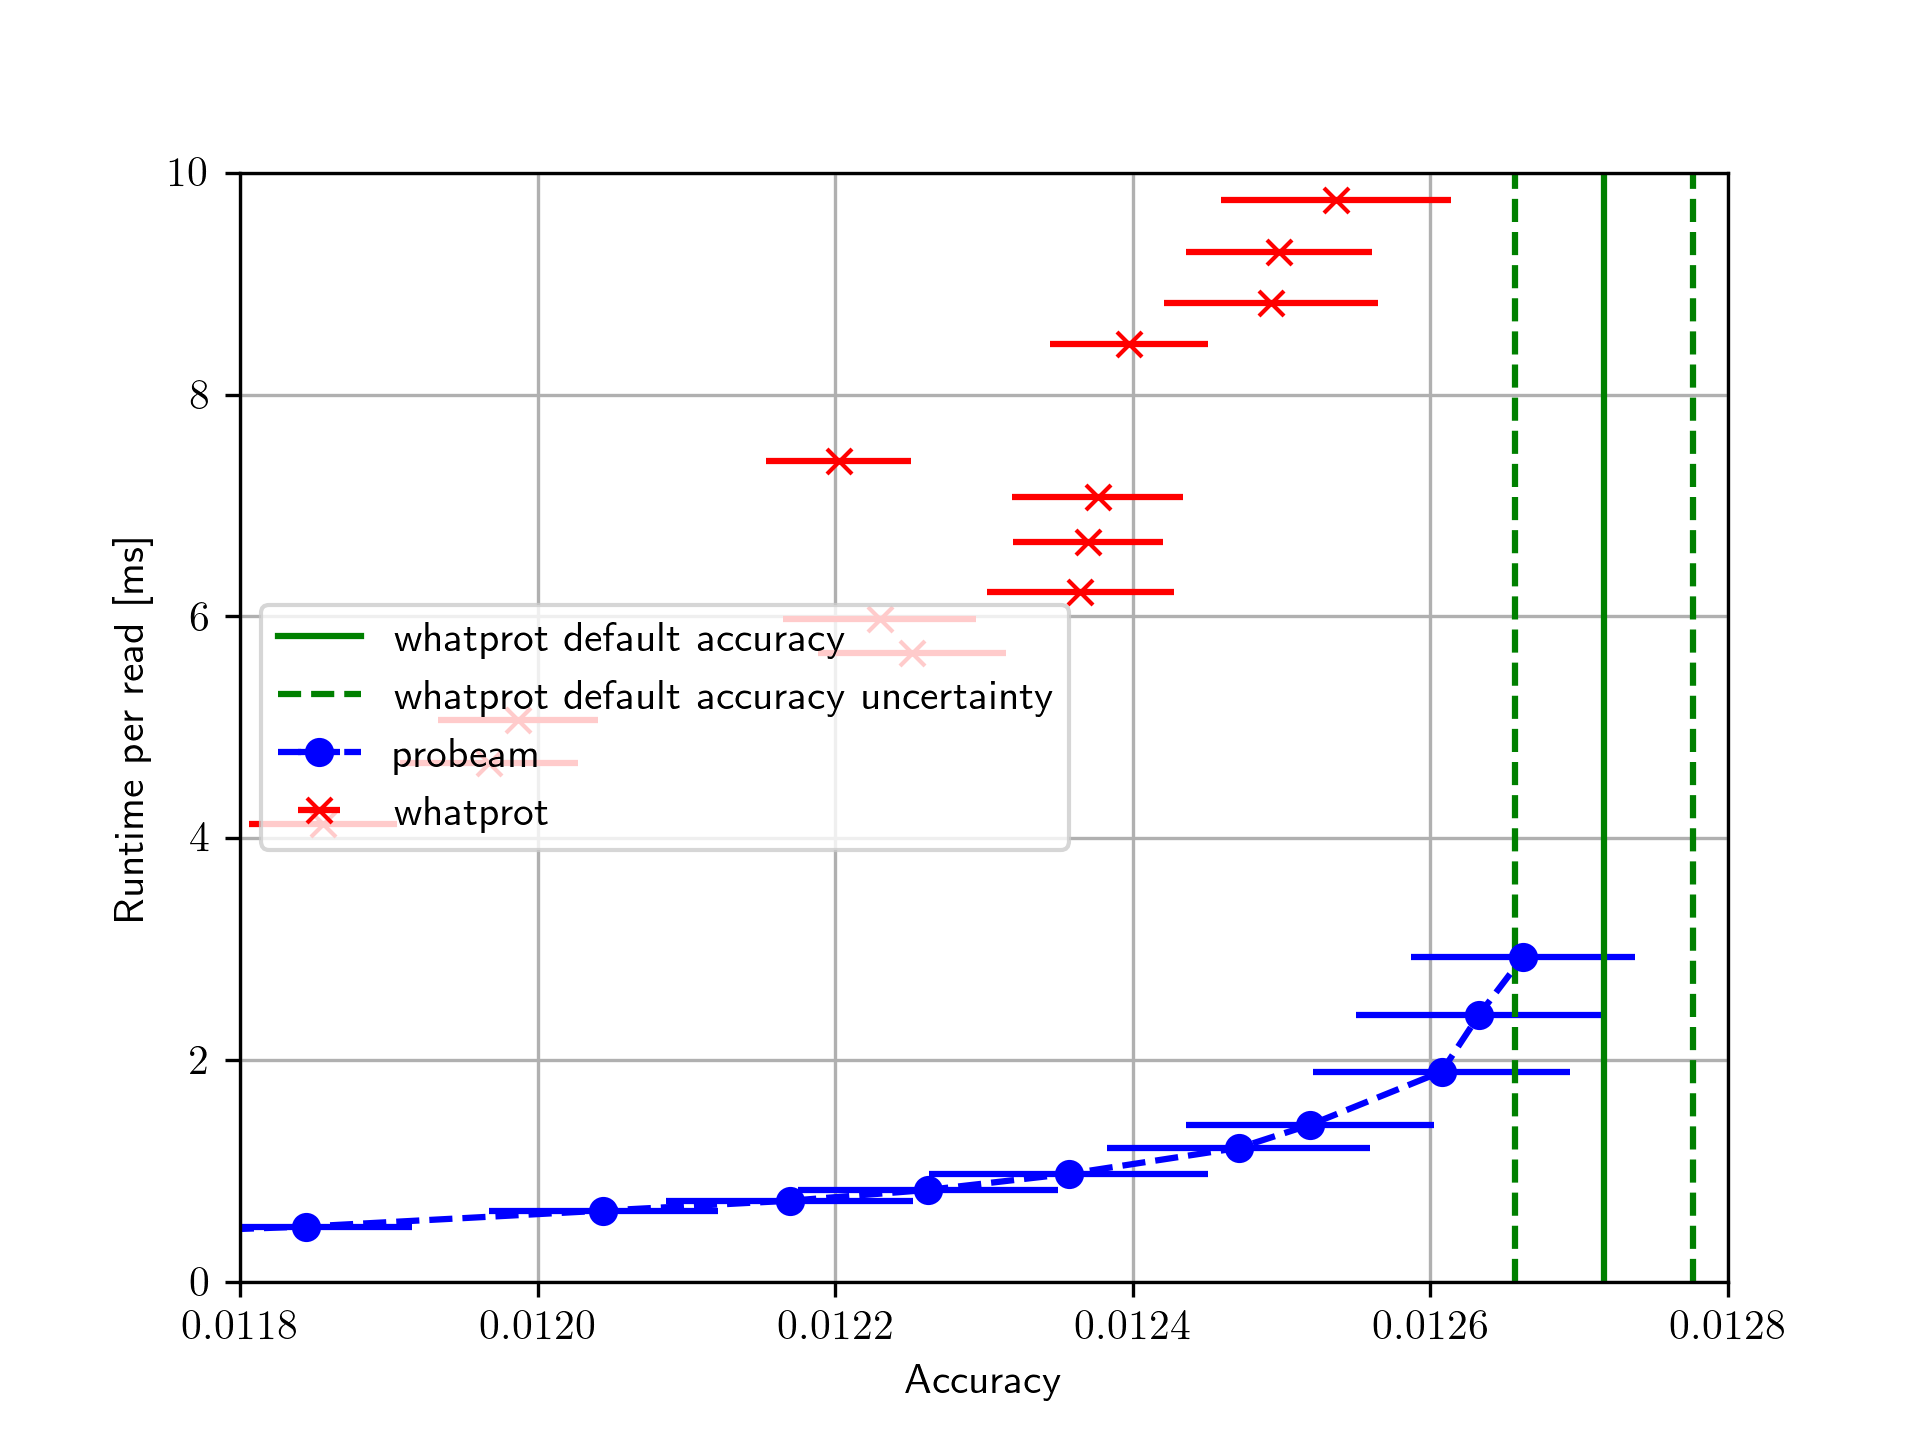 10
8
6
4
2
0
Runtime per read [ms]
whatprot default accuracy
whatprot default accuracy uncertainty
probeam
whatprot
0.0118 0.0120 0.0122 0.0124 0.0126 0.0128
Accuracy